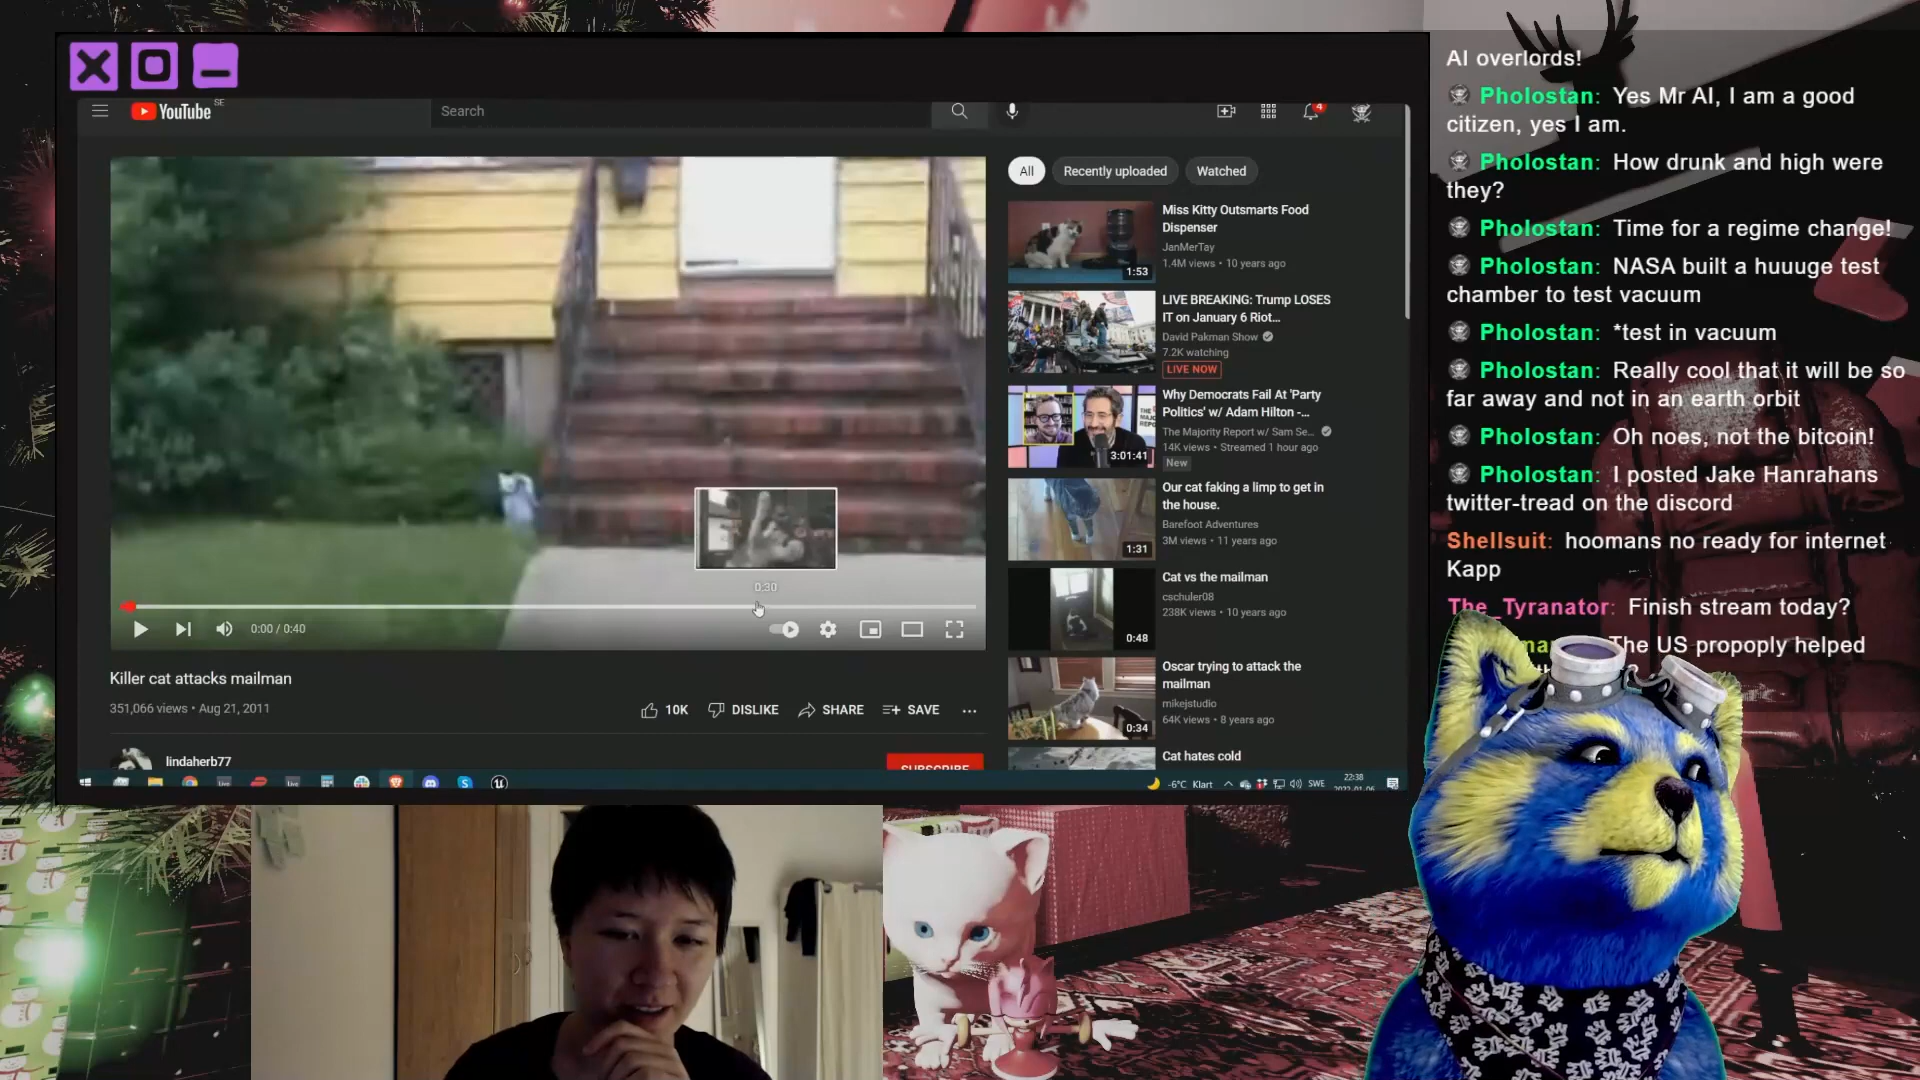 YouTube SE
Search
4
All
Recently uploaded
Watched
Miss Kitty Outsmarts Food
Dispenser
JanMerTay
1.4M views • 10 years ago
1:53
LIVE BREAKING: Trump LOSES
IT on January 6 Riot...
David Pakman Show
7.2K watching
LIVE NOW
Why Democrats Fail At 'Party
Politics' w/ Adam Hilton -...
The Majority Report w/ Sam Se...
14K views • Streamed 1 hour ago
New
3:01:41
Our cat faking a limp to get in
the house.
Barefoot Adventures
3M views • 11 years ago
1:31
Cat vs the mailman
cschuler08
238K views • 10 years ago
0:48
Oscar trying to attack the
mailman
mikejstudio
64K views • 8 years ago
0:34
Cat hates cold
0:30
0:00 / 0:40
Killer cat attacks mailman
351,066 views • Aug 21, 2011
10K
DISLIKE
SHARE
SAVE
lindaherb77
SUBSCRIBE
-6°C Klart
SWE
22:38
2022-01-06
AI overlords!
Pholostan: Yes Mr AI, I am a good
citizen, yes I am.
Pholostan: How drunk and high were
they?
Pholostan: Time for a regime change!
Pholostan: NASA built a huuuge test
chamber to test vacuum
Pholostan: *test in vacuum
Pholostan: Really cool that it will be so
far away and not in an earth orbit
Pholostan: Oh noes, not the bitcoin!
Pholostan: I posted Jake Hanrahans
twitter-tread on the discord
Shellsuit: hoomans no ready for internet
Kapp
The_Tyranator: Finish stream today?
The US propoply helped